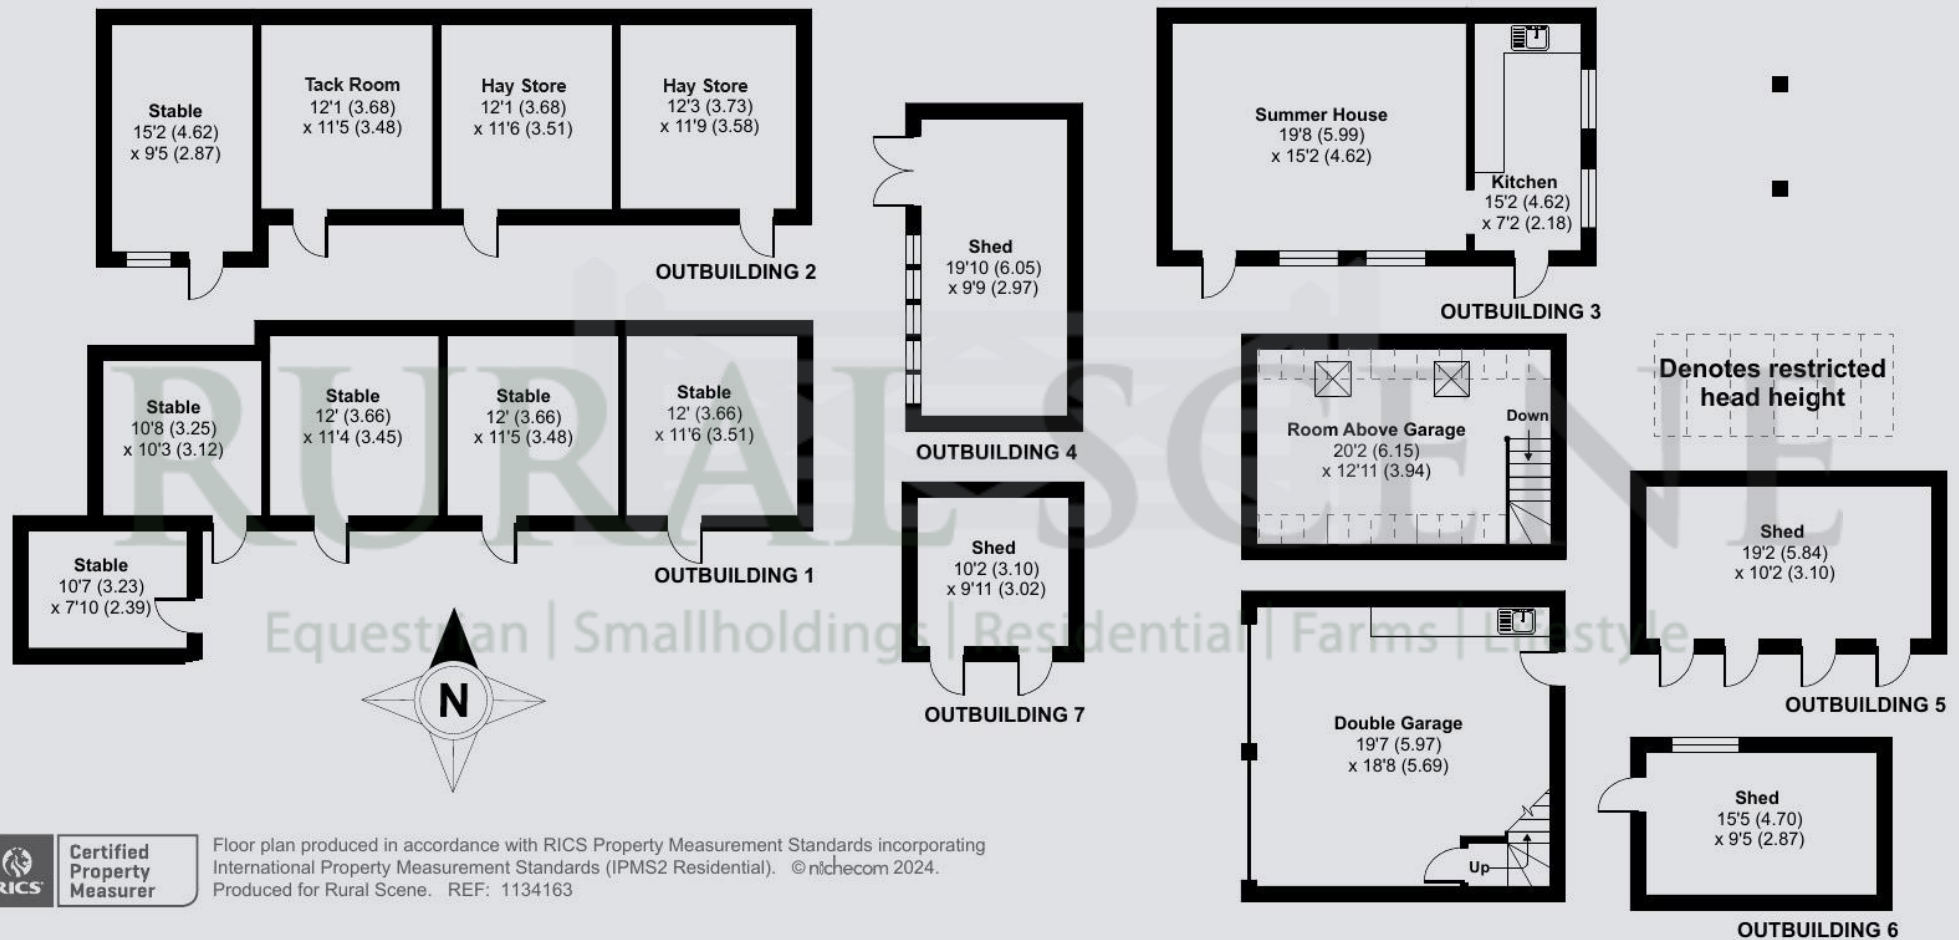 Stable
15'2 (4.62)
x 9'5 (2.87)
Tack Room
12'1 (3.68)
x 11'5 (3.48)
Hay Store
12'1 (3.68)
x 11'6 (3.51)
Hay Store
12'3 (3.73)
x 11'9 (3.58)
OUTBUILDING 2
Shed
19'10 (6.05)
x 9'9 (2.97)
OUTBUILDING 4
Summer House
19'8 (5.99)
x 15'2 (4.62)
Kitchen
15'2 (4.62)
x 7'2 (2.18)
OUTBUILDING 3
Stable
10'8 (3.25)
x 10'3 (3.12)
Stable
12' (3.66)
x 11'4 (3.45)
Stable
12' (3.66)
x 11'5 (3.48)
Stable
12' (3.66)
x 11'6 (3.51)
Stable
10'7 (3.23)
x 7'10 (2.39)
OUTBUILDING 1
RURAL SCENE
Equestrian | Smallholdings | Residential | Farms | Lifestyle
Room Above Garage
20'2 (6.15)
x 12'11 (3.94)
Down
Denotes restricted
head height
Shed
10'2 (3.10)
x 9'11 (3.02)
OUTBUILDING 7
Shed
19'2 (5.84)
x 10'2 (3.10)
OUTBUILDING 5
N
Double Garage
19'7 (5.97)
x 18'8 (5.69)
Up
Shed
15'5 (4.70)
x 9'5 (2.87)
OUTBUILDING 6
RICS
Certified
Property
Measurer
Floor plan produced in accordance with RICS Property Measurement Standards incorporating
International Property Measurement Standards (IPMS2 Residential). © nichecom 2024.
Produced for Rural Scene. REF: 1134163